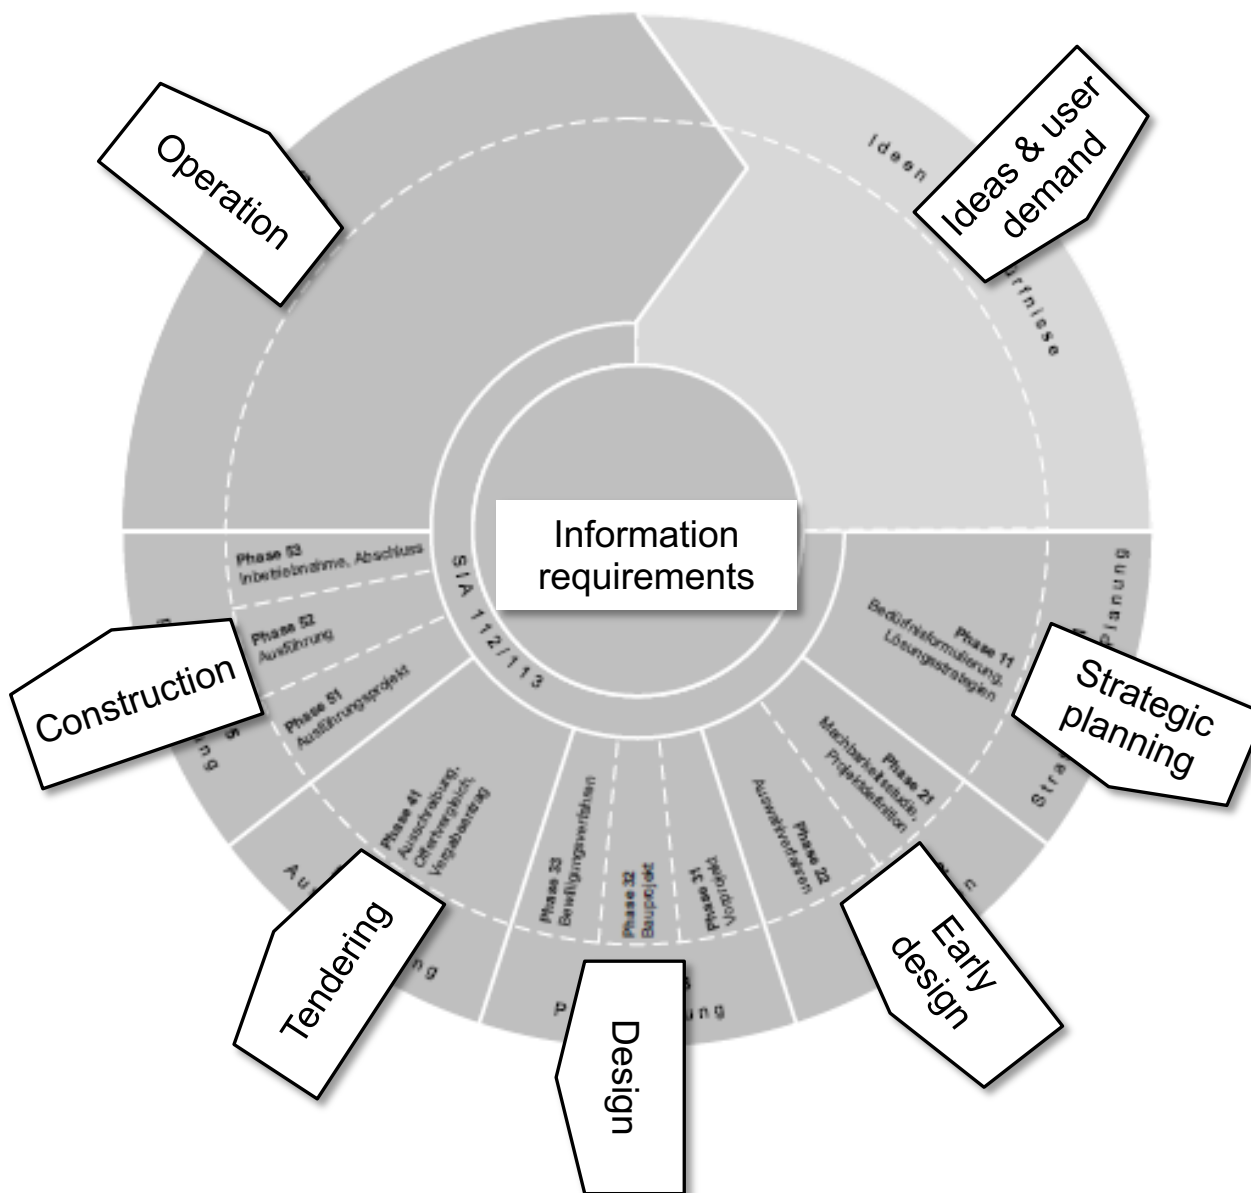 Operation
Ideen
Ideas & user
demand
Information
requirements
SIA 112/113
Phase 53
Inbetriebnahme, Abschluss
Phase 52
Ausführung
Phase 51
Ausführungsprojekt
Construction
Phase 41
Ausschreibung,
Offertvergleich,
Vergabeantrag
Tendering
Phase 33
Bewilligungsverfahren
Phase 32
Bauprojekt
Phase 31
Vorprojekt
Design
Phase 22
Auswahlverfahren
Phase 21
Machbarkeitsstudie,
Projektdefinition
Early
design
Phase 11
Bedürfnisformulierung,
Lösungsstrategien
Planung
Strategic
planning